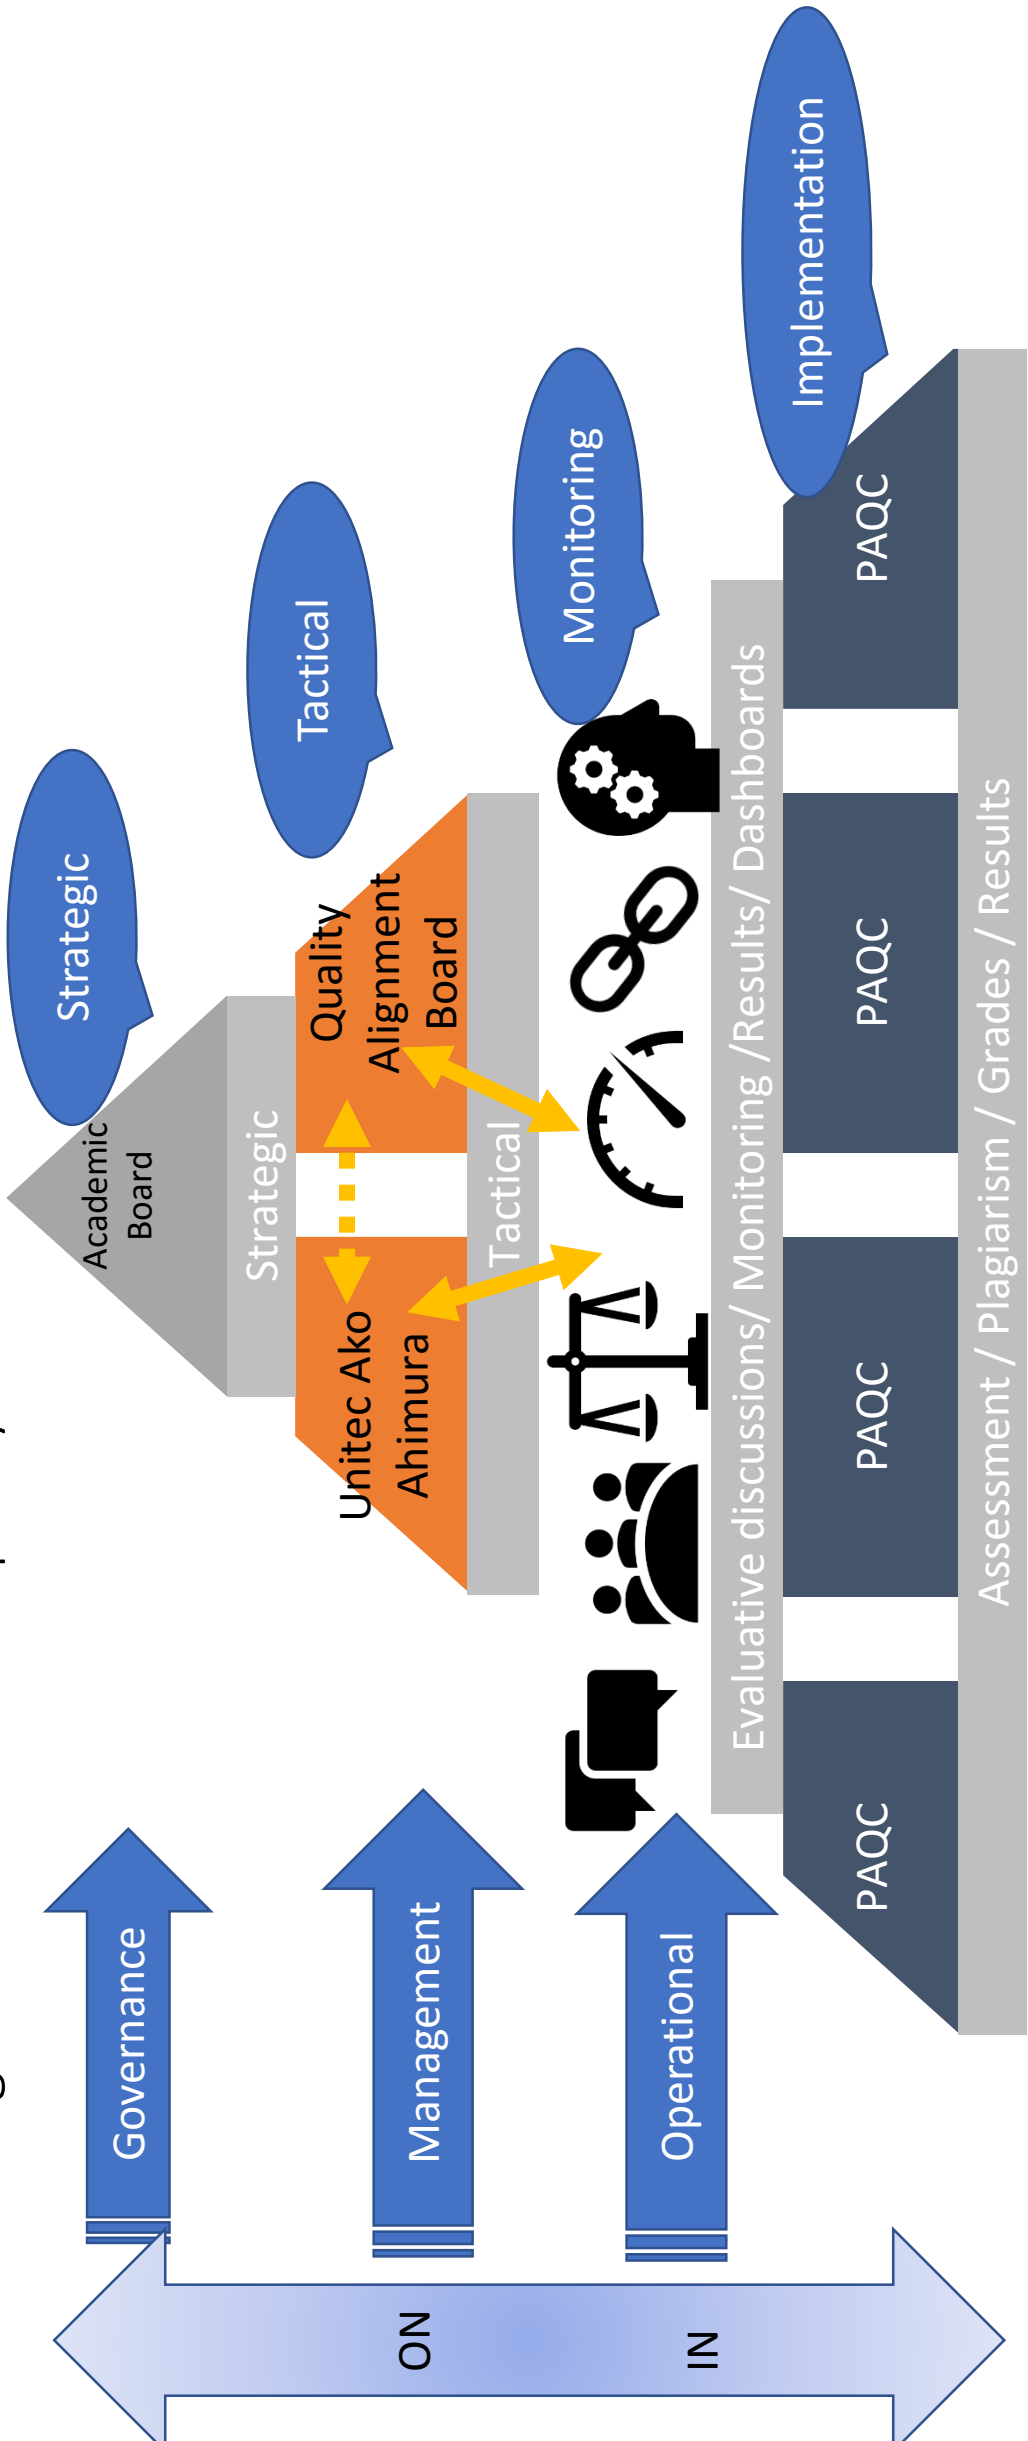 Strategic
Academic
Board
Governance
Strategic
Tactical
Unitec Ako
Ahimura
Quality
Alignment
Board
Management
ON
Tactical
Monitoring
Operational
IN
Evaluative discussions/ Monitoring /Results/ Dashboards
Implementation
PAQC
PAQC
PAQC
PAQC
Assessment / Plagiarism / Grades / Results